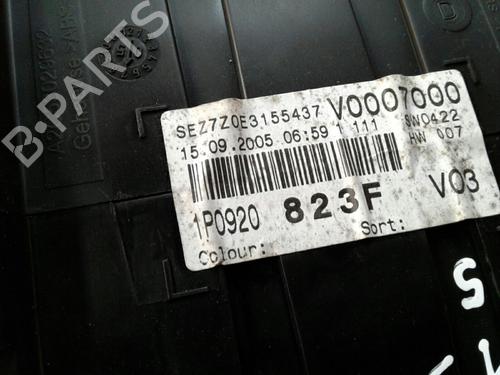 B-PARTS
SEZ7Z0E3155437 V0007000
15.09.2005 06:59 1 111 SW0422
HW 007
1P0920 823F V03
Colour: Sort:
D
S